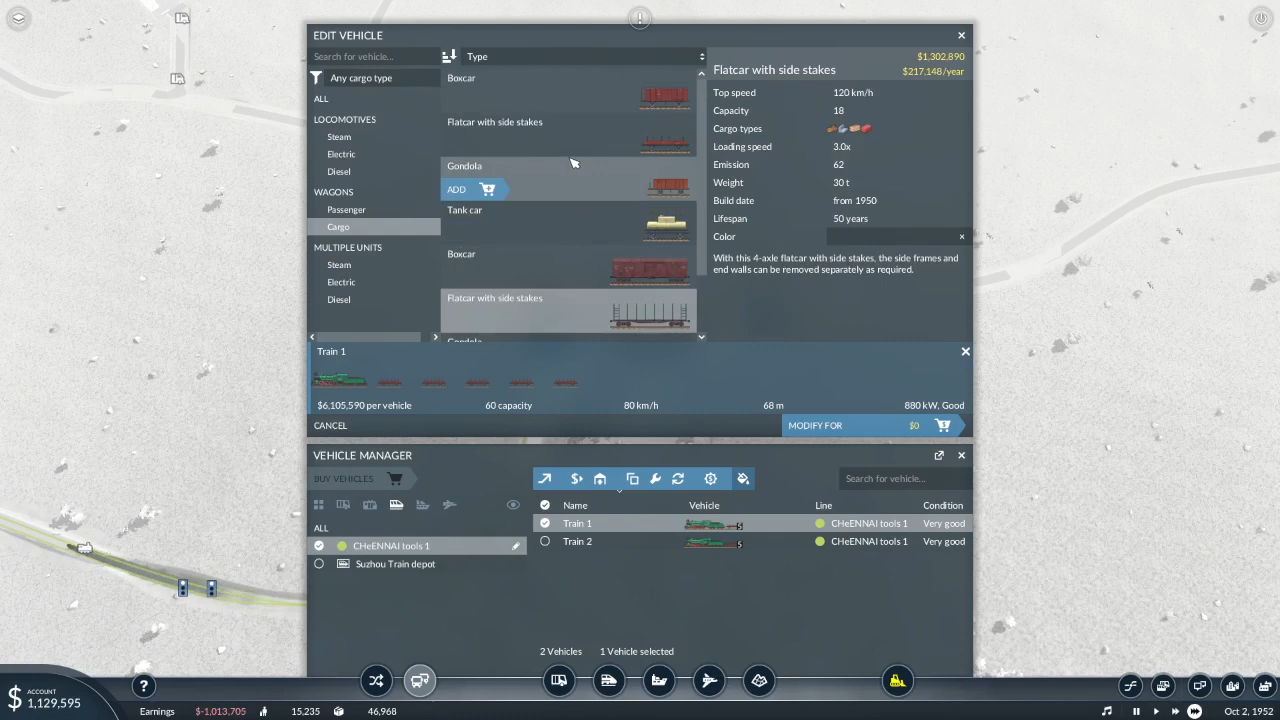 EDIT VEHICLE
Search for vehicle...
Type
Any cargo type
ALL
LOCOMOTIVES
Steam
Electric
Diesel
WAGONS
Passenger
Cargo
MULTIPLE UNITS
Steam
Electric
Diesel
Boxcar
Flatcar with side stakes
Gondola
ADD
Tank car
Boxcar
Flatcar with side stakes
$1,302,890
Flatcar with side stakes
$217,148/year
Top speed 120 km/h
Capacity 18
Cargo types
Loading speed 3.0x
Emission 62
Weight 30 t
Build date from 1950
Lifespan 50 years
Color
With this 4-axle flatcar with side stakes, the side frames and
end walls can be removed separately as required.
Train 1
$6,105,590 per vehicle 60 capacity 80 km/h 68 m 880 kW, Good
CANCEL
MODIFY FOR $0
VEHICLE MANAGER
BUY VEHICLES
Search for vehicle...
ALL
CHeENNAI tools 1
Suzhou Train depot
Name Vehicle Line Condition
Train 1 5 CHeENNAI tools 1 Very good
Train 2 5 CHeENNAI tools 1 Very good
2 Vehicles 1 Vehicle selected
$ ACCOUNT
1,129,595
?
Earnings $-1,013,705 15,235 46,968
Oct 2, 1952